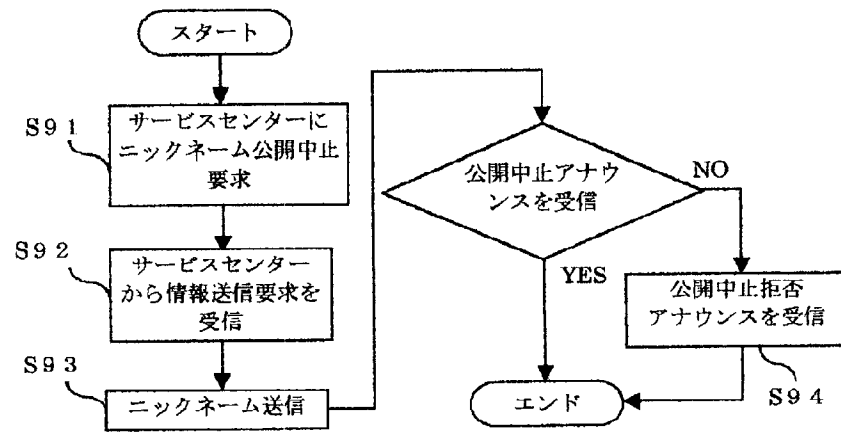 スタート
S91
サービスセンターに
ニックネーム公開中止
要求
S92
サービスセンター
から情報送信要求を
受信
S93
ニックネーム送信
公開中止アナウ
ンスを受信
NO
YES
公開中止拒否
アナウンスを受信
S94
エンド